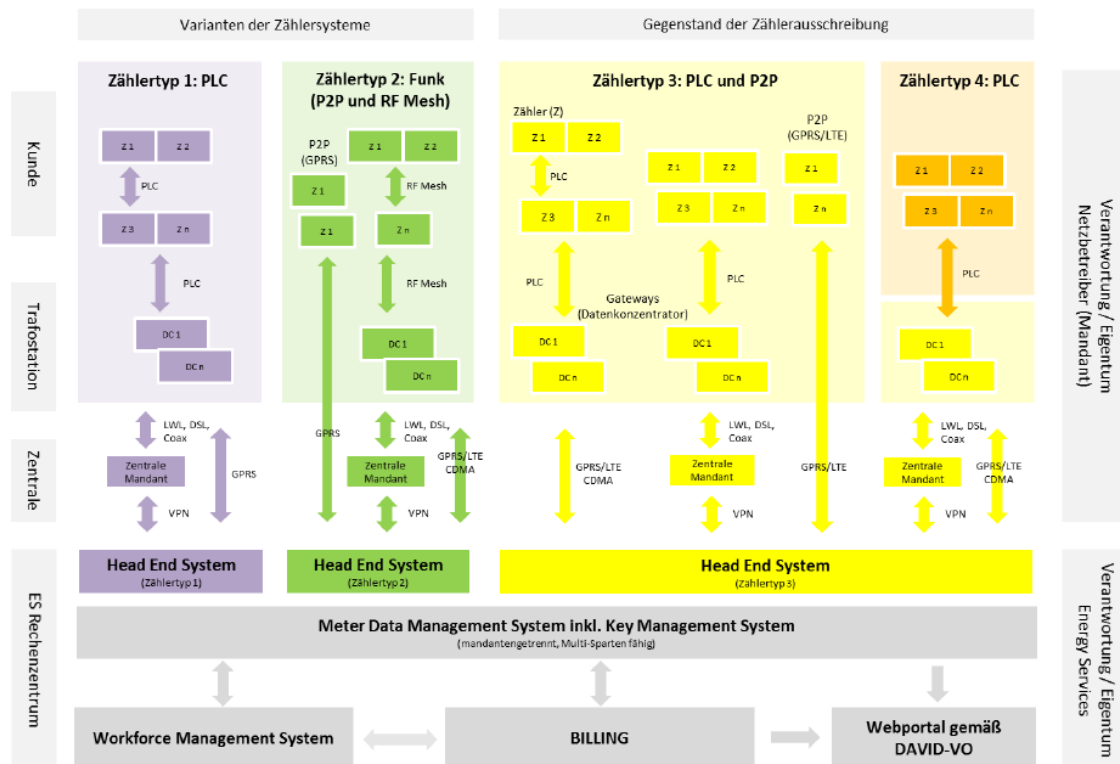 Varianten der Zählersysteme
Gegenstand der Zählerausschreibung
Kunde
Trafostation
Zentrale
ES Rechenzentrum
Verantwortung / Eigentum
Netzbetreiber (Mandant)
Verantwortung / Eigentum
Energy Services
Zählertyp 1: PLC
Z 1
Z 2
PLC
Z 3
Z n
PLC
DC 1
DC n
LWL, DSL,
Coax
GPRS
Zentrale
Mandant
VPN
Head End System
(Zählertyp 1)
Zählertyp 2: Funk
(P2P und RF Mesh)
P2P
(GPRS)
Z 1
Z 1
Z 1
Z 2
RF Mesh
Z n
RF Mesh
DC 1
DC n
GPRS
LWL, DSL,
Coax
GPRS/LTE
CDMA
Zentrale
Mandant
VPN
Head End System
(Zählertyp 2)
Zählertyp 3: PLC und P2P
Zähler (Z)
Z 1
Z 2
PLC
Z 3
Z n
PLC
Z 1
Z 2
Z 3
Z n
PLC
P2P
(GPRS/LTE)
Z 1
Z n
Gateways
(Datenkonzentrator)
DC 1
DC n
DC 1
DC n
GPRS/LTE
CDMA
LWL, DSL,
Coax
Zentrale
Mandant
VPN
GPRS/LTE
Zählertyp 4: PLC
Z 1
Z 2
Z 3
Z n
PLC
DC 1
DC n
LWL, DSL,
Coax
GPRS/LTE
CDMA
Zentrale
Mandant
VPN
Head End System
(Zählertyp 3)
Meter Data Management System inkl. Key Management System
(mandantengetrennt, Multi-Sparten fähig)
Workforce Management System
BILLING
Webportal gemäß
DAVID-VO